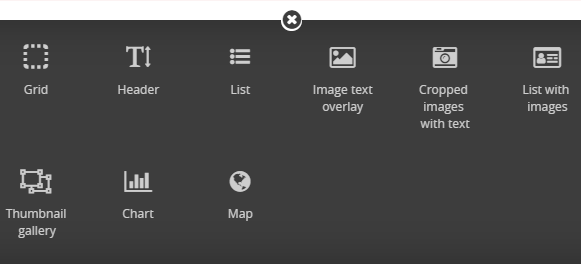 Grid
Header
List
Image text
overlay
Cropped
images
with text
List with
images
Thumbnail
gallery
Chart
Map